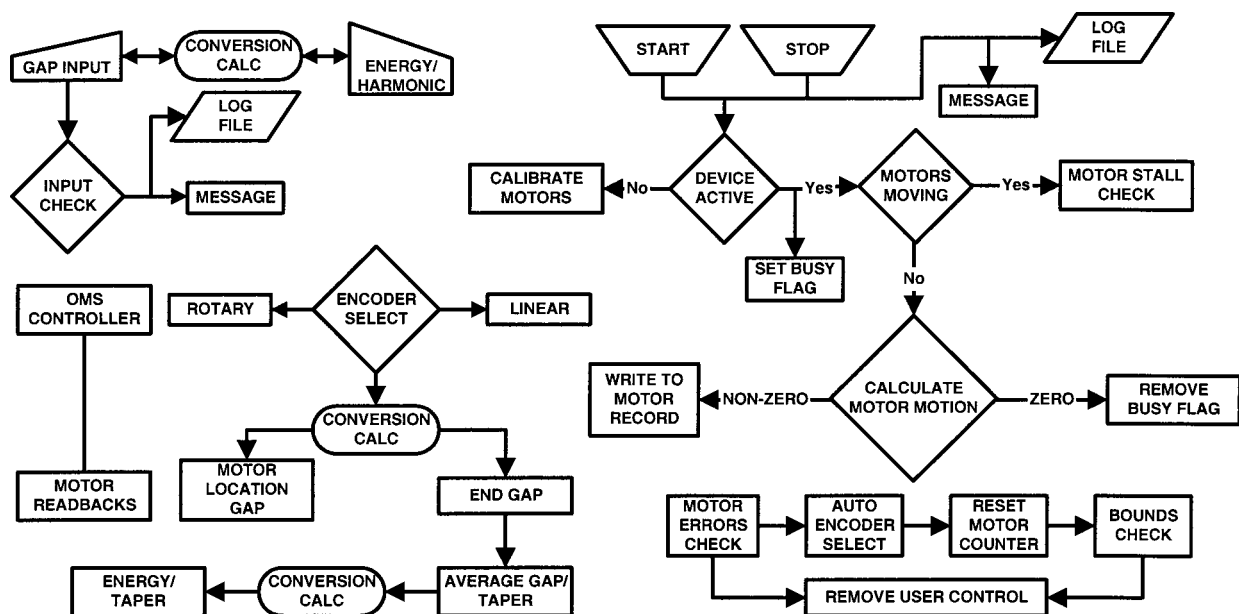 GAP INPUT
CONVERSION
CALC
ENERGY/
HARMONIC
LOG
FILE
INPUT
CHECK
MESSAGE
START
STOP
LOG
FILE
MESSAGE
CALIBRATE
MOTORS
No
DEVICE
ACTIVE
Yes
MOTORS
MOVING
Yes
MOTOR STALL
CHECK
SET BUSY
FLAG
No
OMS
CONTROLLER
ROTARY
ENCODER
SELECT
LINEAR
WRITE TO
MOTOR
RECORD
NON-ZERO
CALCULATE
MOTOR MOTION
ZERO
REMOVE
BUSY FLAG
CONVERSION
CALC
MOTOR
READBACKS
MOTOR
LOCATION
GAP
END GAP
MOTOR
ERRORS
CHECK
AUTO
ENCODER
SELECT
RESET
MOTOR
COUNTER
BOUNDS
CHECK
ENERGY/
TAPER
CONVERSION
CALC
AVERAGE GAP/
TAPER
REMOVE USER CONTROL